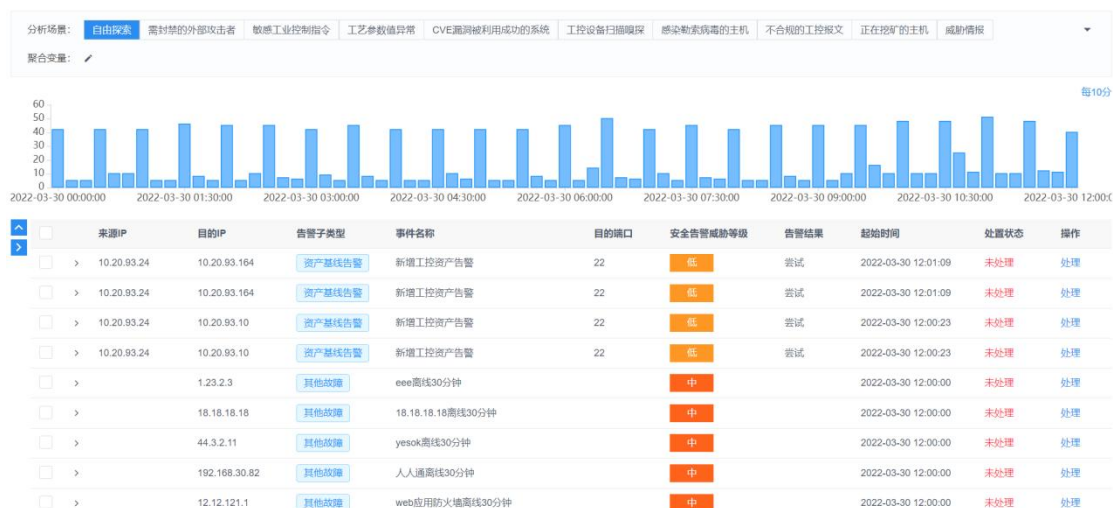 分析场景： 自由探索 需封禁的外部攻击者 敏感工业控制指令 工艺参数值异常 CVE漏洞被利用成功的系统 工控设备扫描嗅探 感染勒索病毒的主机 不合规的工控报文 正在挖矿的主机 威胁情报
聚合变量：
每10分
60
50
40
30
20
10
0
2022-03-30 00:00:00 2022-03-30 01:30:00 2022-03-30 03:00:00 2022-03-30 04:30:00 2022-03-30 06:00:00 2022-03-30 07:30:00 2022-03-30 09:00:00 2022-03-30 10:30:00 2022-03-30 12:00:0
来源IP 目的IP 告警子类型 事件名称 目的端口 安全告警威胁等级 告警结果 起始时间 处置状态 操作
10.20.93.24 10.20.93.164 资产基线告警 新增工控资产告警 22 低 尝试 2022-03-30 12:01:09 未处理 处理
10.20.93.24 10.20.93.164 资产基线告警 新增工控资产告警 22 低 尝试 2022-03-30 12:01:09 未处理 处理
10.20.93.24 10.20.93.10 资产基线告警 新增工控资产告警 22 低 尝试 2022-03-30 12:00:23 未处理 处理
10.20.93.24 10.20.93.10 资产基线告警 新增工控资产告警 22 低 尝试 2022-03-30 12:00:23 未处理 处理
1.23.2.3 其他故障 eee离线30分钟 中 2022-03-30 12:00:00 未处理 处理
18.18.18.18 其他故障 18.18.18.18离线30分钟 中 2022-03-30 12:00:00 未处理 处理
44.3.2.11 其他故障 yesok离线30分钟 中 2022-03-30 12:00:00 未处理 处理
192.168.30.82 其他故障 人人通离线30分钟 中 2022-03-30 12:00:00 未处理 处理
12.12.121.1 其他故障 web应用防火墙离线30分钟 中 2022-03-30 12:00:00 未处理 处理